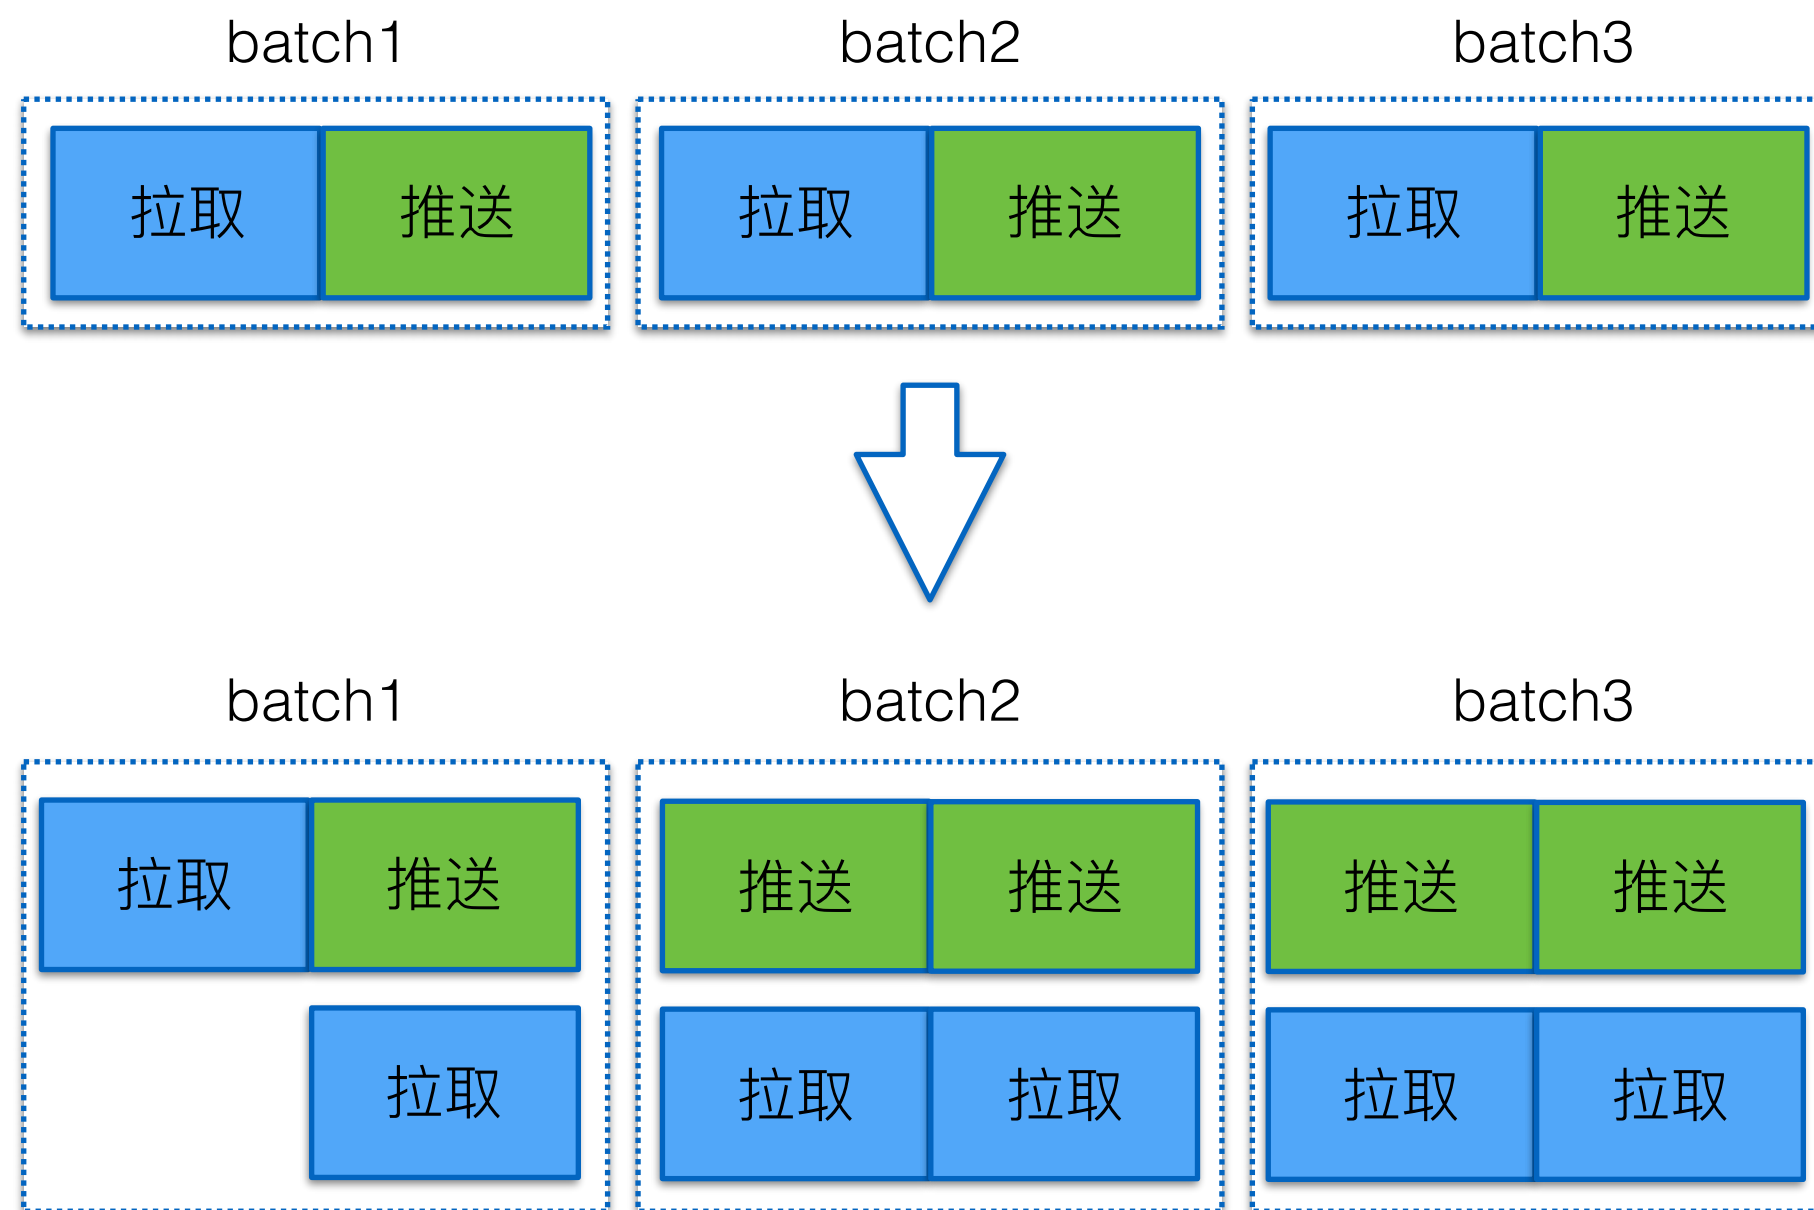 batch1 batch2 batch3
拉取 推送 拉取 推送 拉取 推送
batch1 batch2 batch3
拉取 推送 推送 推送 推送 推送
拉取 拉取 拉取 拉取 拉取